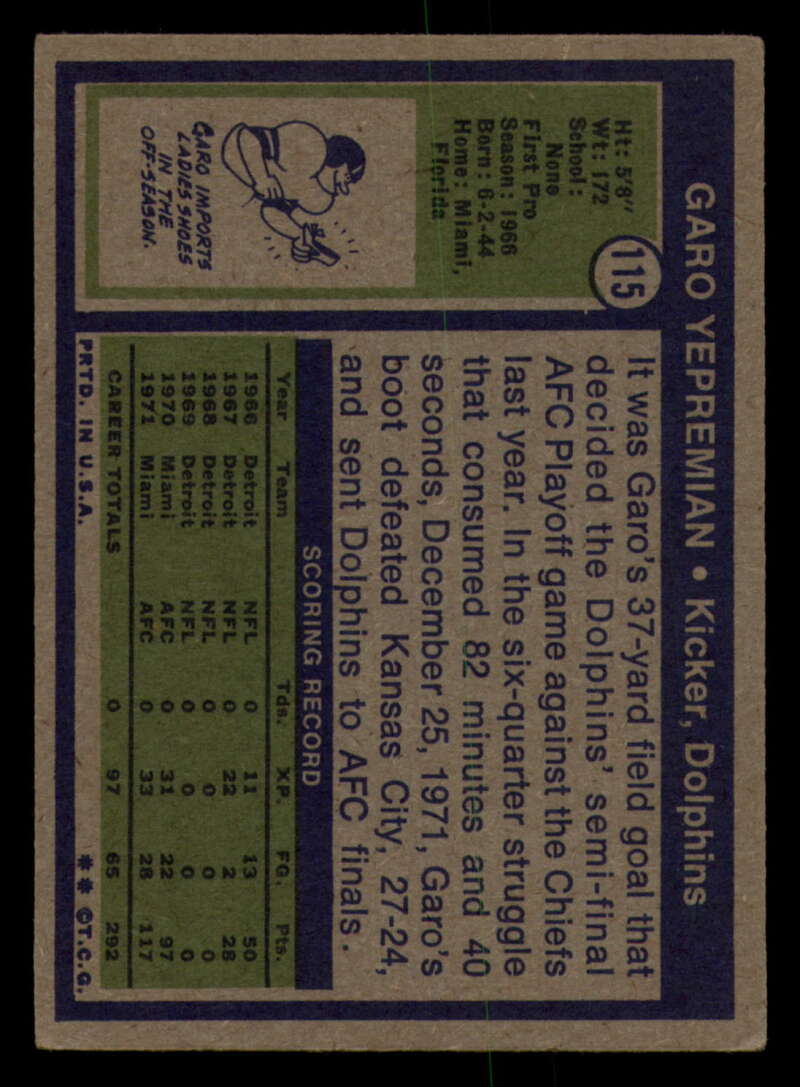 GARO YEPREMIAN • Kicker, Dolphins
115
Ht: 5'8"
Wt: 172
School:
None
First Pro
Season: 1966
Born: 6-2-44
Home: Miami,
Florida
GARO IMPORTS
LADIES SHOES
IN THE
OFF-SEASON.
It was Garo's 37-yard field goal that
decided the Dolphins' semi-final
AFC Playoff game against the Chiefs
last year. In the six-quarter struggle
that consumed 82 minutes and 40
seconds, December 25, 1971, Garo's
boot defeated Kansas City, 27-24,
and sent Dolphins to AFC finals.
SCORING RECORD
Year Team Tds. XP. FG. Pts.
1966 Detroit NFL 0 11 13 50
1967 Detroit NFL 0 22 2 28
1968 Detroit NFL 0 0 0 0
1969 Detroit NFL 0 0 0 0
1970 Miami AFC 0 31 22 97
1971 Miami AFC 0 33 28 117
CAREER TOTALS 0 97 65 292
PRTD. IN U.S.A. ** ©T.C.G.